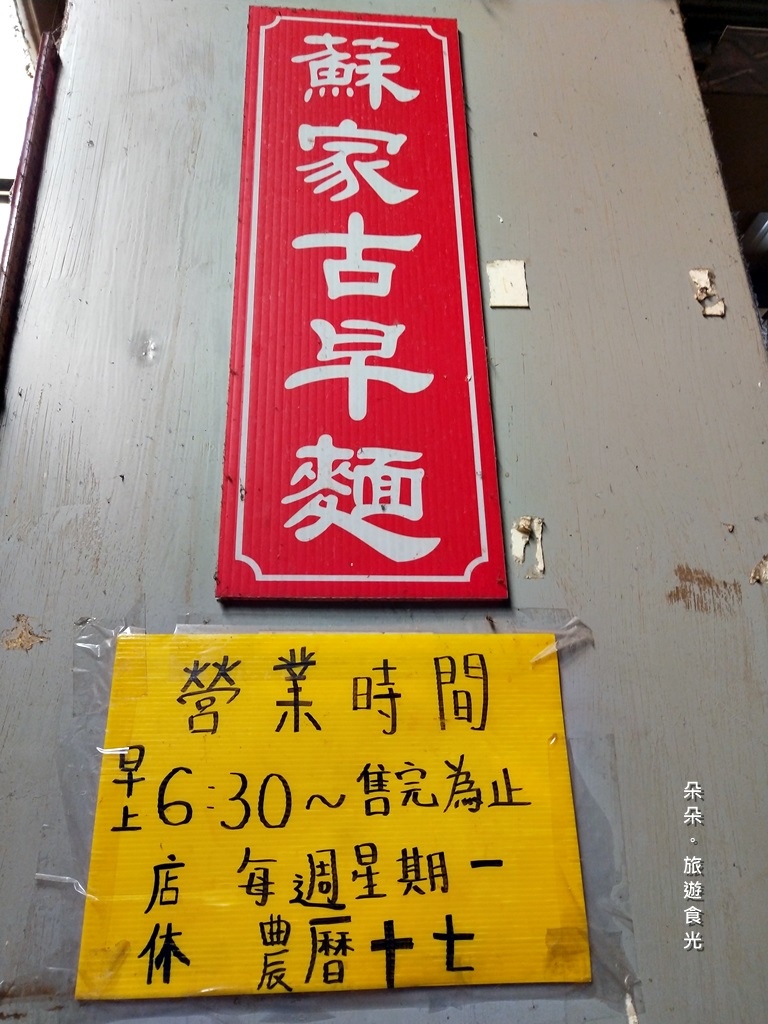 蘇家古早麵
營業時間
早上6:30~售完為止
店休 每週星期一
農曆十七
朵朵。旅遊食光